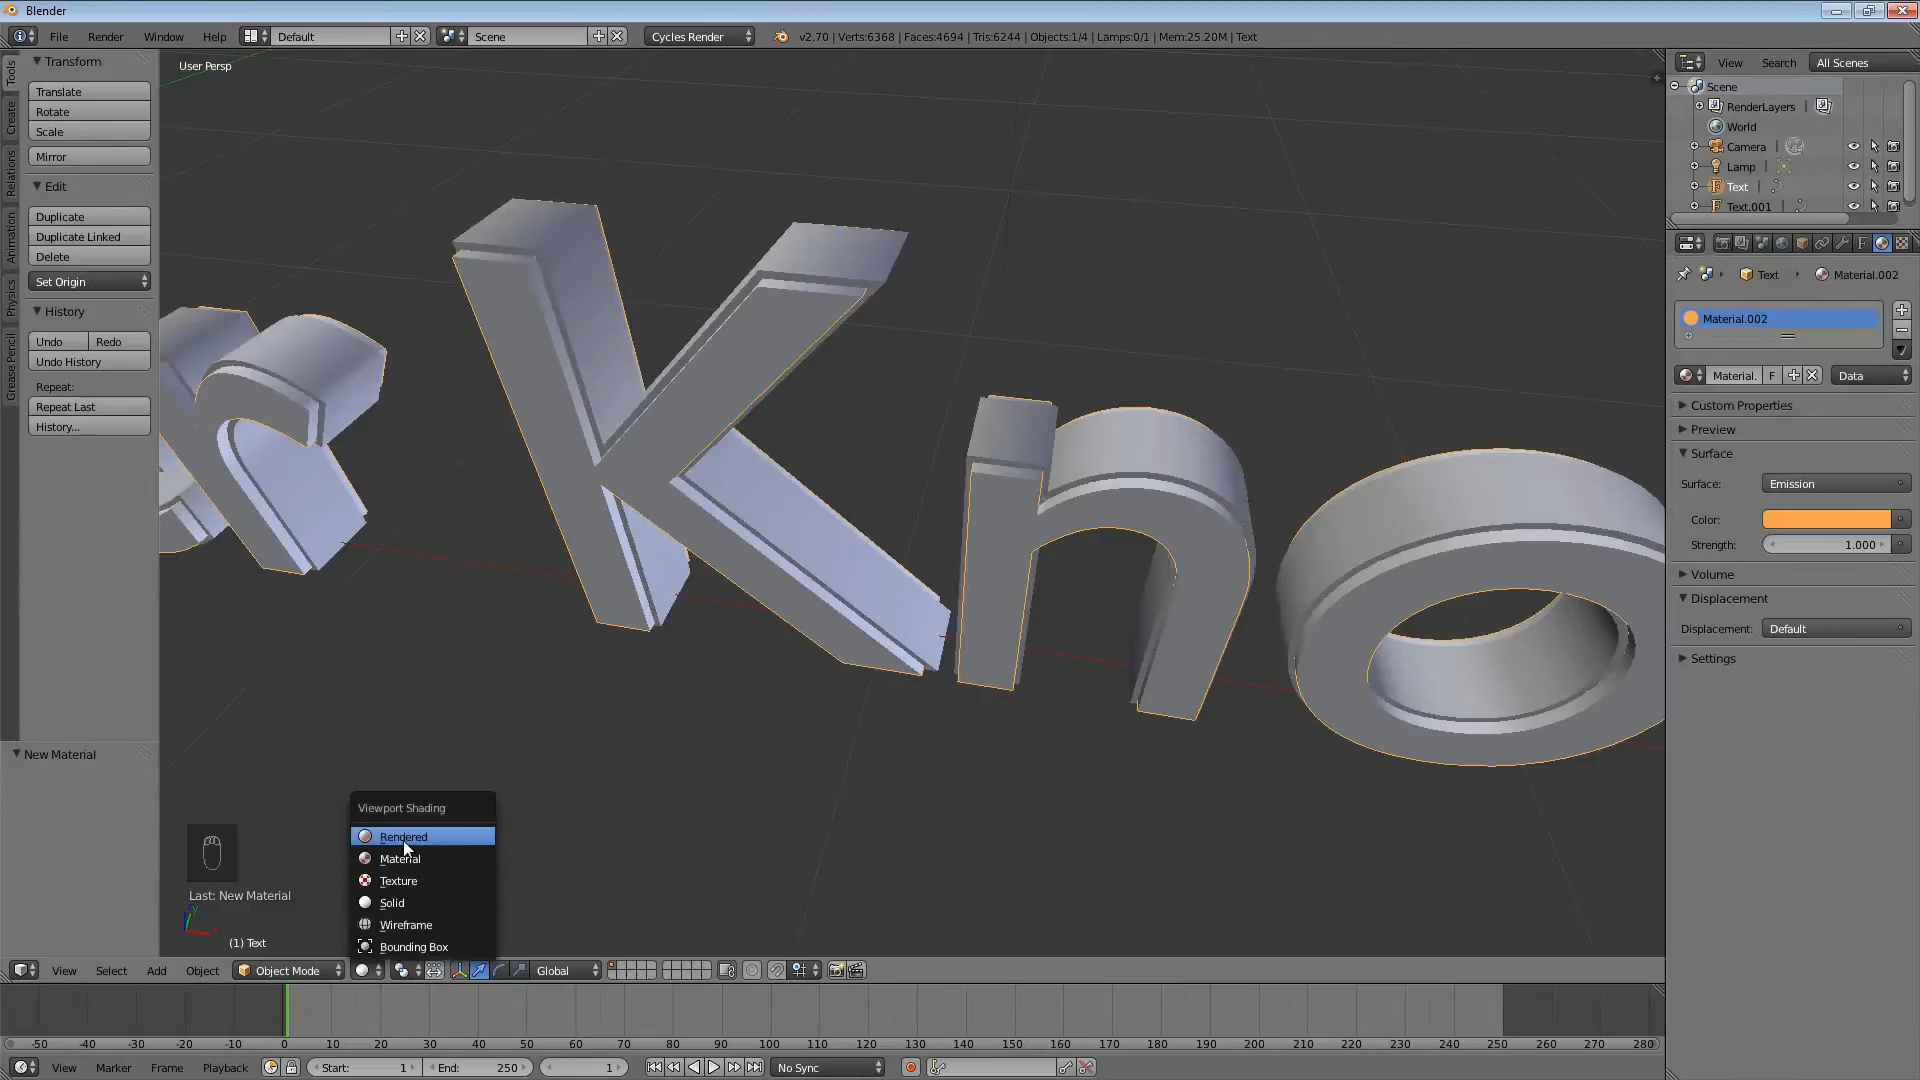 Blender
File Render Window Help Default Scene Cycles Render v2.70 | Verts:6368 | Faces:4694 | Tris:6244 | Objects:1/4 | Lamps:0/1 | Mem:25.20M | Text
Tools
Create
Relations
Animation
Physics
Grease Pencil
Transform
Translate
Rotate
Scale
Mirror
Edit
Duplicate
Duplicate Linked
Delete
Set Origin
History
Undo Redo
Undo History
Repeat:
Repeat Last
History...
New Material
User Persp
Kno
Viewport Shading
Rendered
Material
Texture
Solid
Wireframe
Bounding Box
Last: New Material
(1) Text
View Select Add Object Object Mode Global
View Search All Scenes
Scene
RenderLayers
World
Camera
Lamp
Text
Text.001
Text Material.002
Material.002
Material. F Data
Custom Properties
Preview
Surface
Surface: Emission
Color:
Strength: 1.000
Volume
Displacement
Displacement: Default
Settings
-50 -40 -30 -20 -10 0 10 20 30 40 50 60 70 80 90 100 110 120 130 140 150 160 170 180 190 200 210 220 230 240 250 260 270 280
View Marker Frame Playback Start: 1 End: 250 1 No Sync